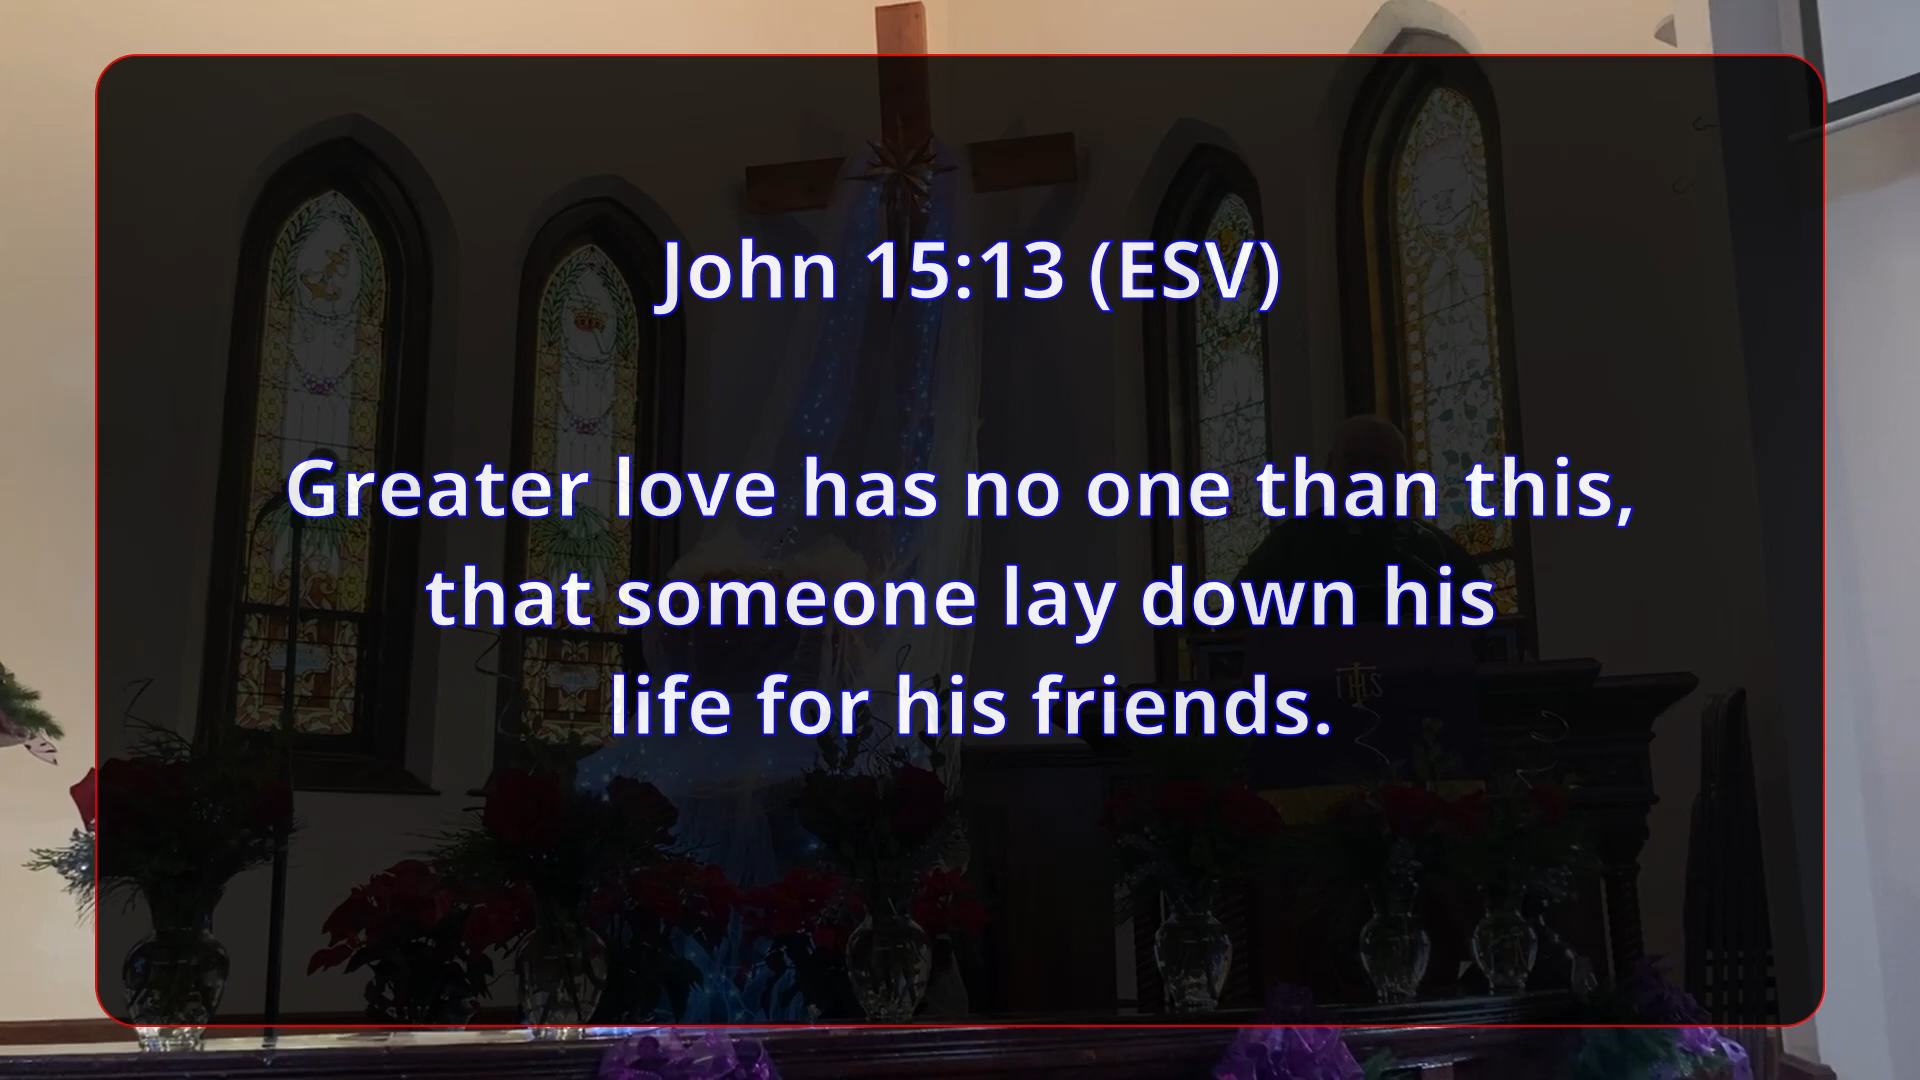 John 15:13 (ESV)
Greater love has no one than this,
that someone lay down his
life for his friends.
IHS